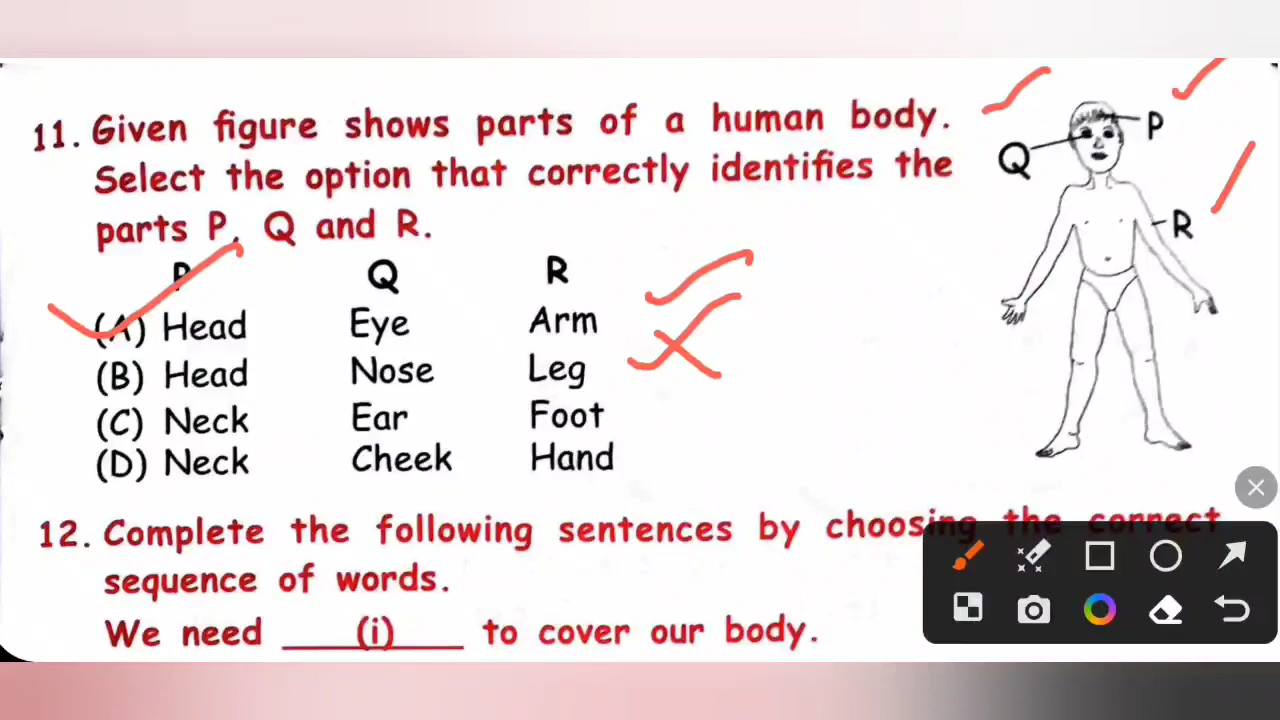 11. Given figure shows parts of a human body.
Select the option that correctly identifies the
parts P, Q and R.
P Q R
(A) Head Eye Arm
(B) Head Nose Leg
(C) Neck Ear Foot
(D) Neck Cheek Hand
P
Q
R
12. Complete the following sentences by choosing the correct
sequence of words.
We need (i) to cover our body.